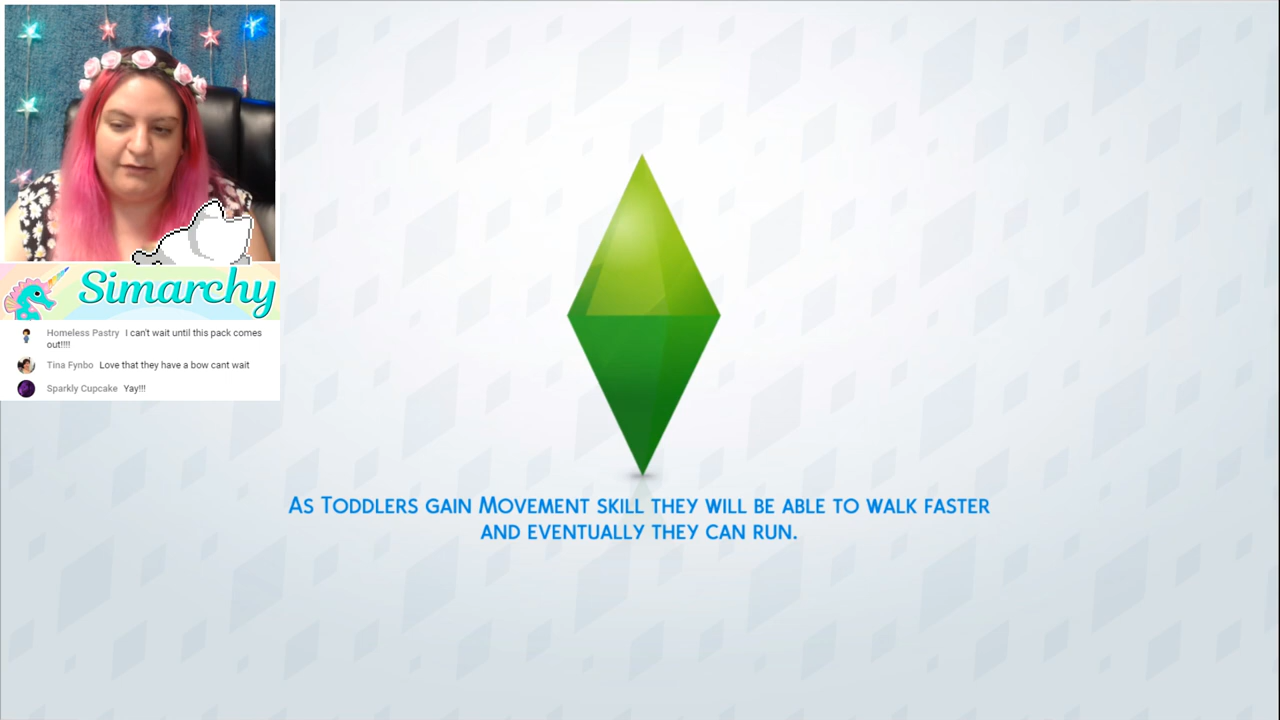 Simarchy
Homeless Pastry I can't wait until this pack comes
out!!!!
Tina Fynbo Love that they have a bow cant wait
Sparkly Cupcake Yay!!!
As Toddlers gain Movement skill they will be able to walk faster
and eventually they can run.